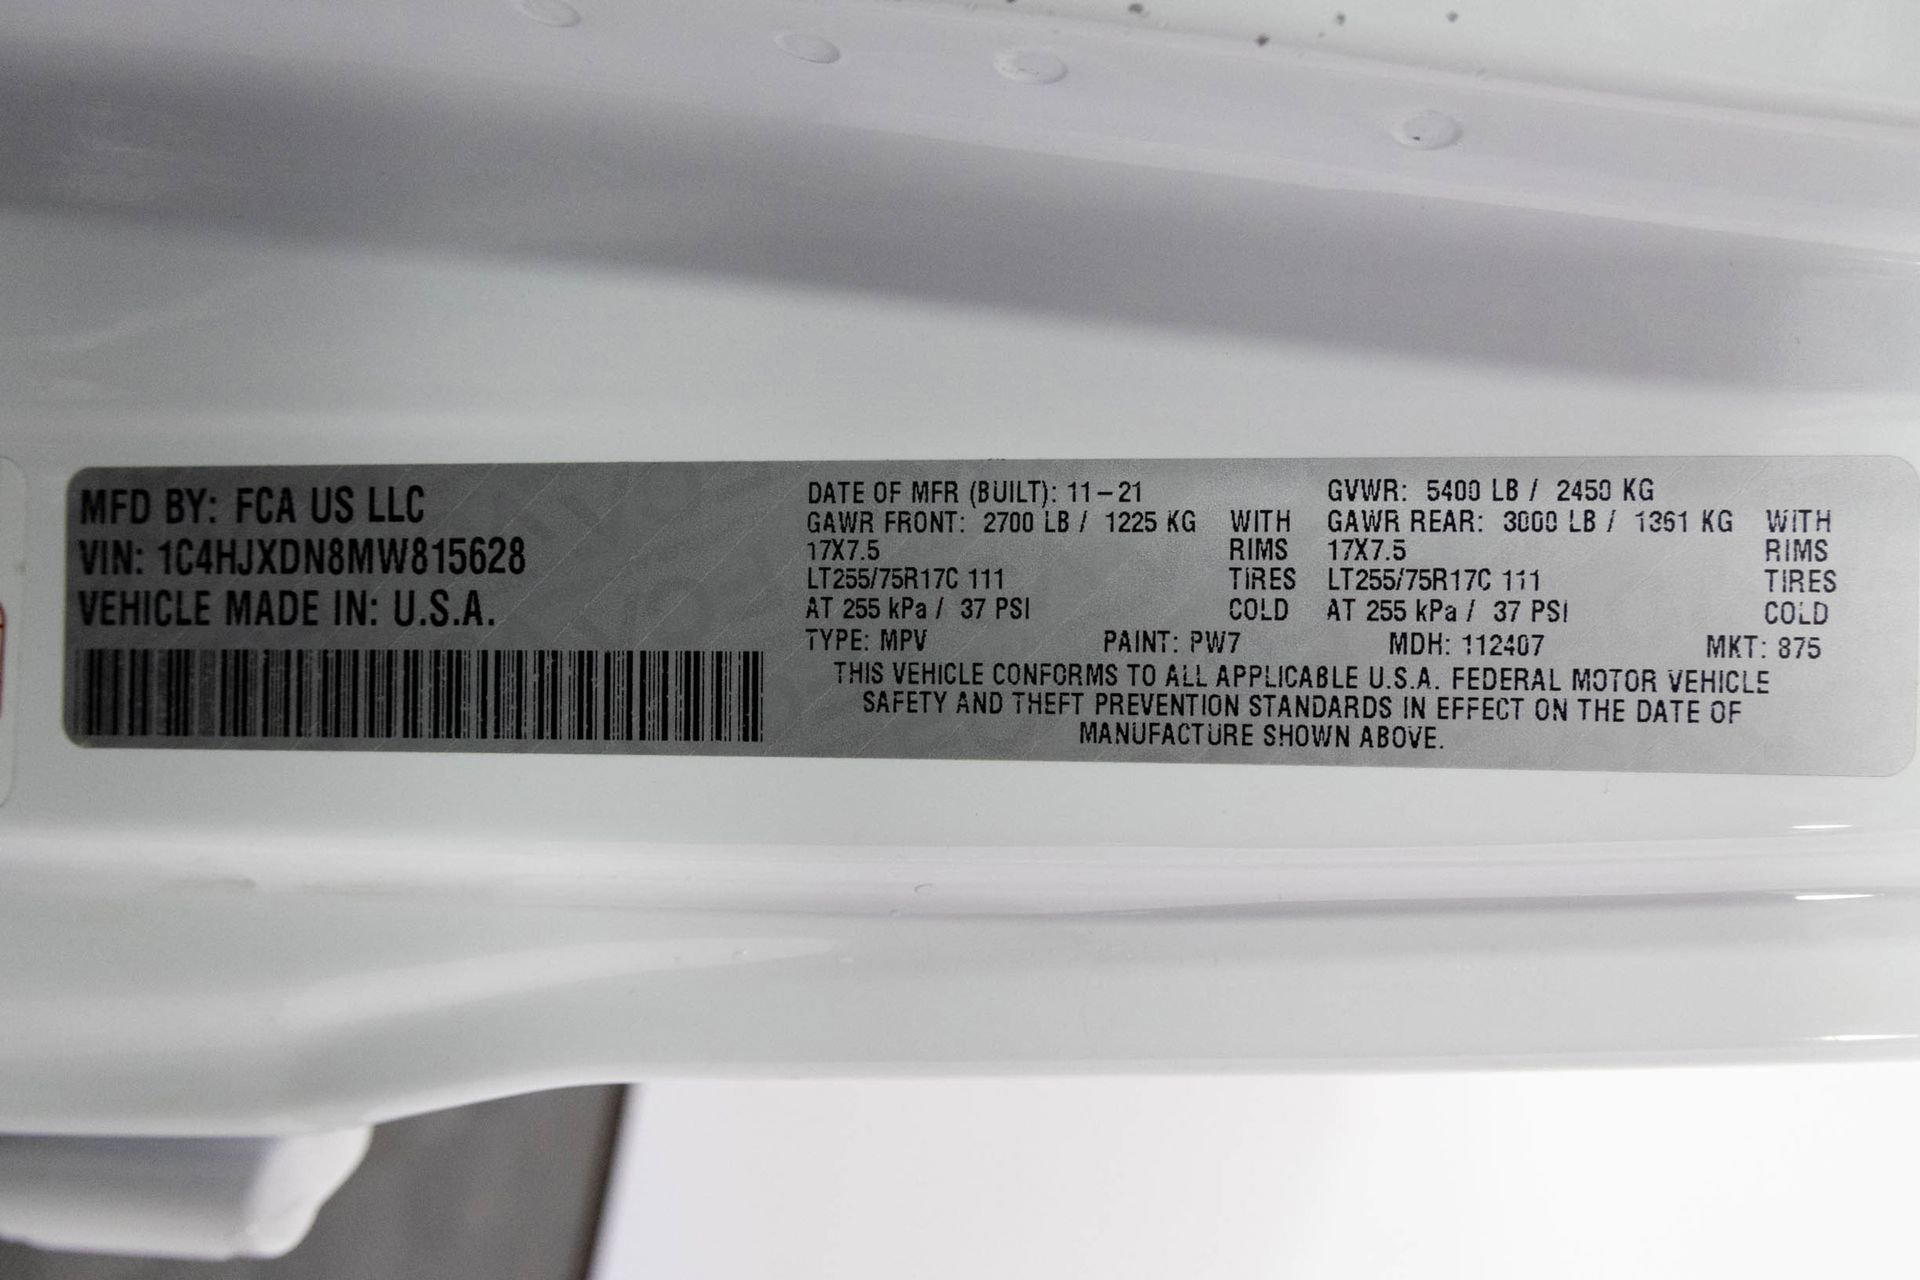 MFD BY: FCA US LLC
VIN: 1C4HJXDN8MW815628
VEHICLE MADE IN: U.S.A.
DATE OF MFR (BUILT): 11-21 GVWR: 5400 LB / 2450 KG
GAWR FRONT: 2700 LB / 1225 KG WITH GAWR REAR: 3000 LB / 1361 KG WITH
17X7.5 RIMS 17X7.5 RIMS
LT255/75R17C 111 TIRES LT255/75R17C 111 TIRES
AT 255 kPa / 37 PSI COLD AT 255 kPa / 37 PSI COLD
TYPE: MPV PAINT: PW7 MDH: 112407 MKT: 875
THIS VEHICLE CONFORMS TO ALL APPLICABLE U.S.A. FEDERAL MOTOR VEHICLE
SAFETY AND THEFT PREVENTION STANDARDS IN EFFECT ON THE DATE OF
MANUFACTURE SHOWN ABOVE.